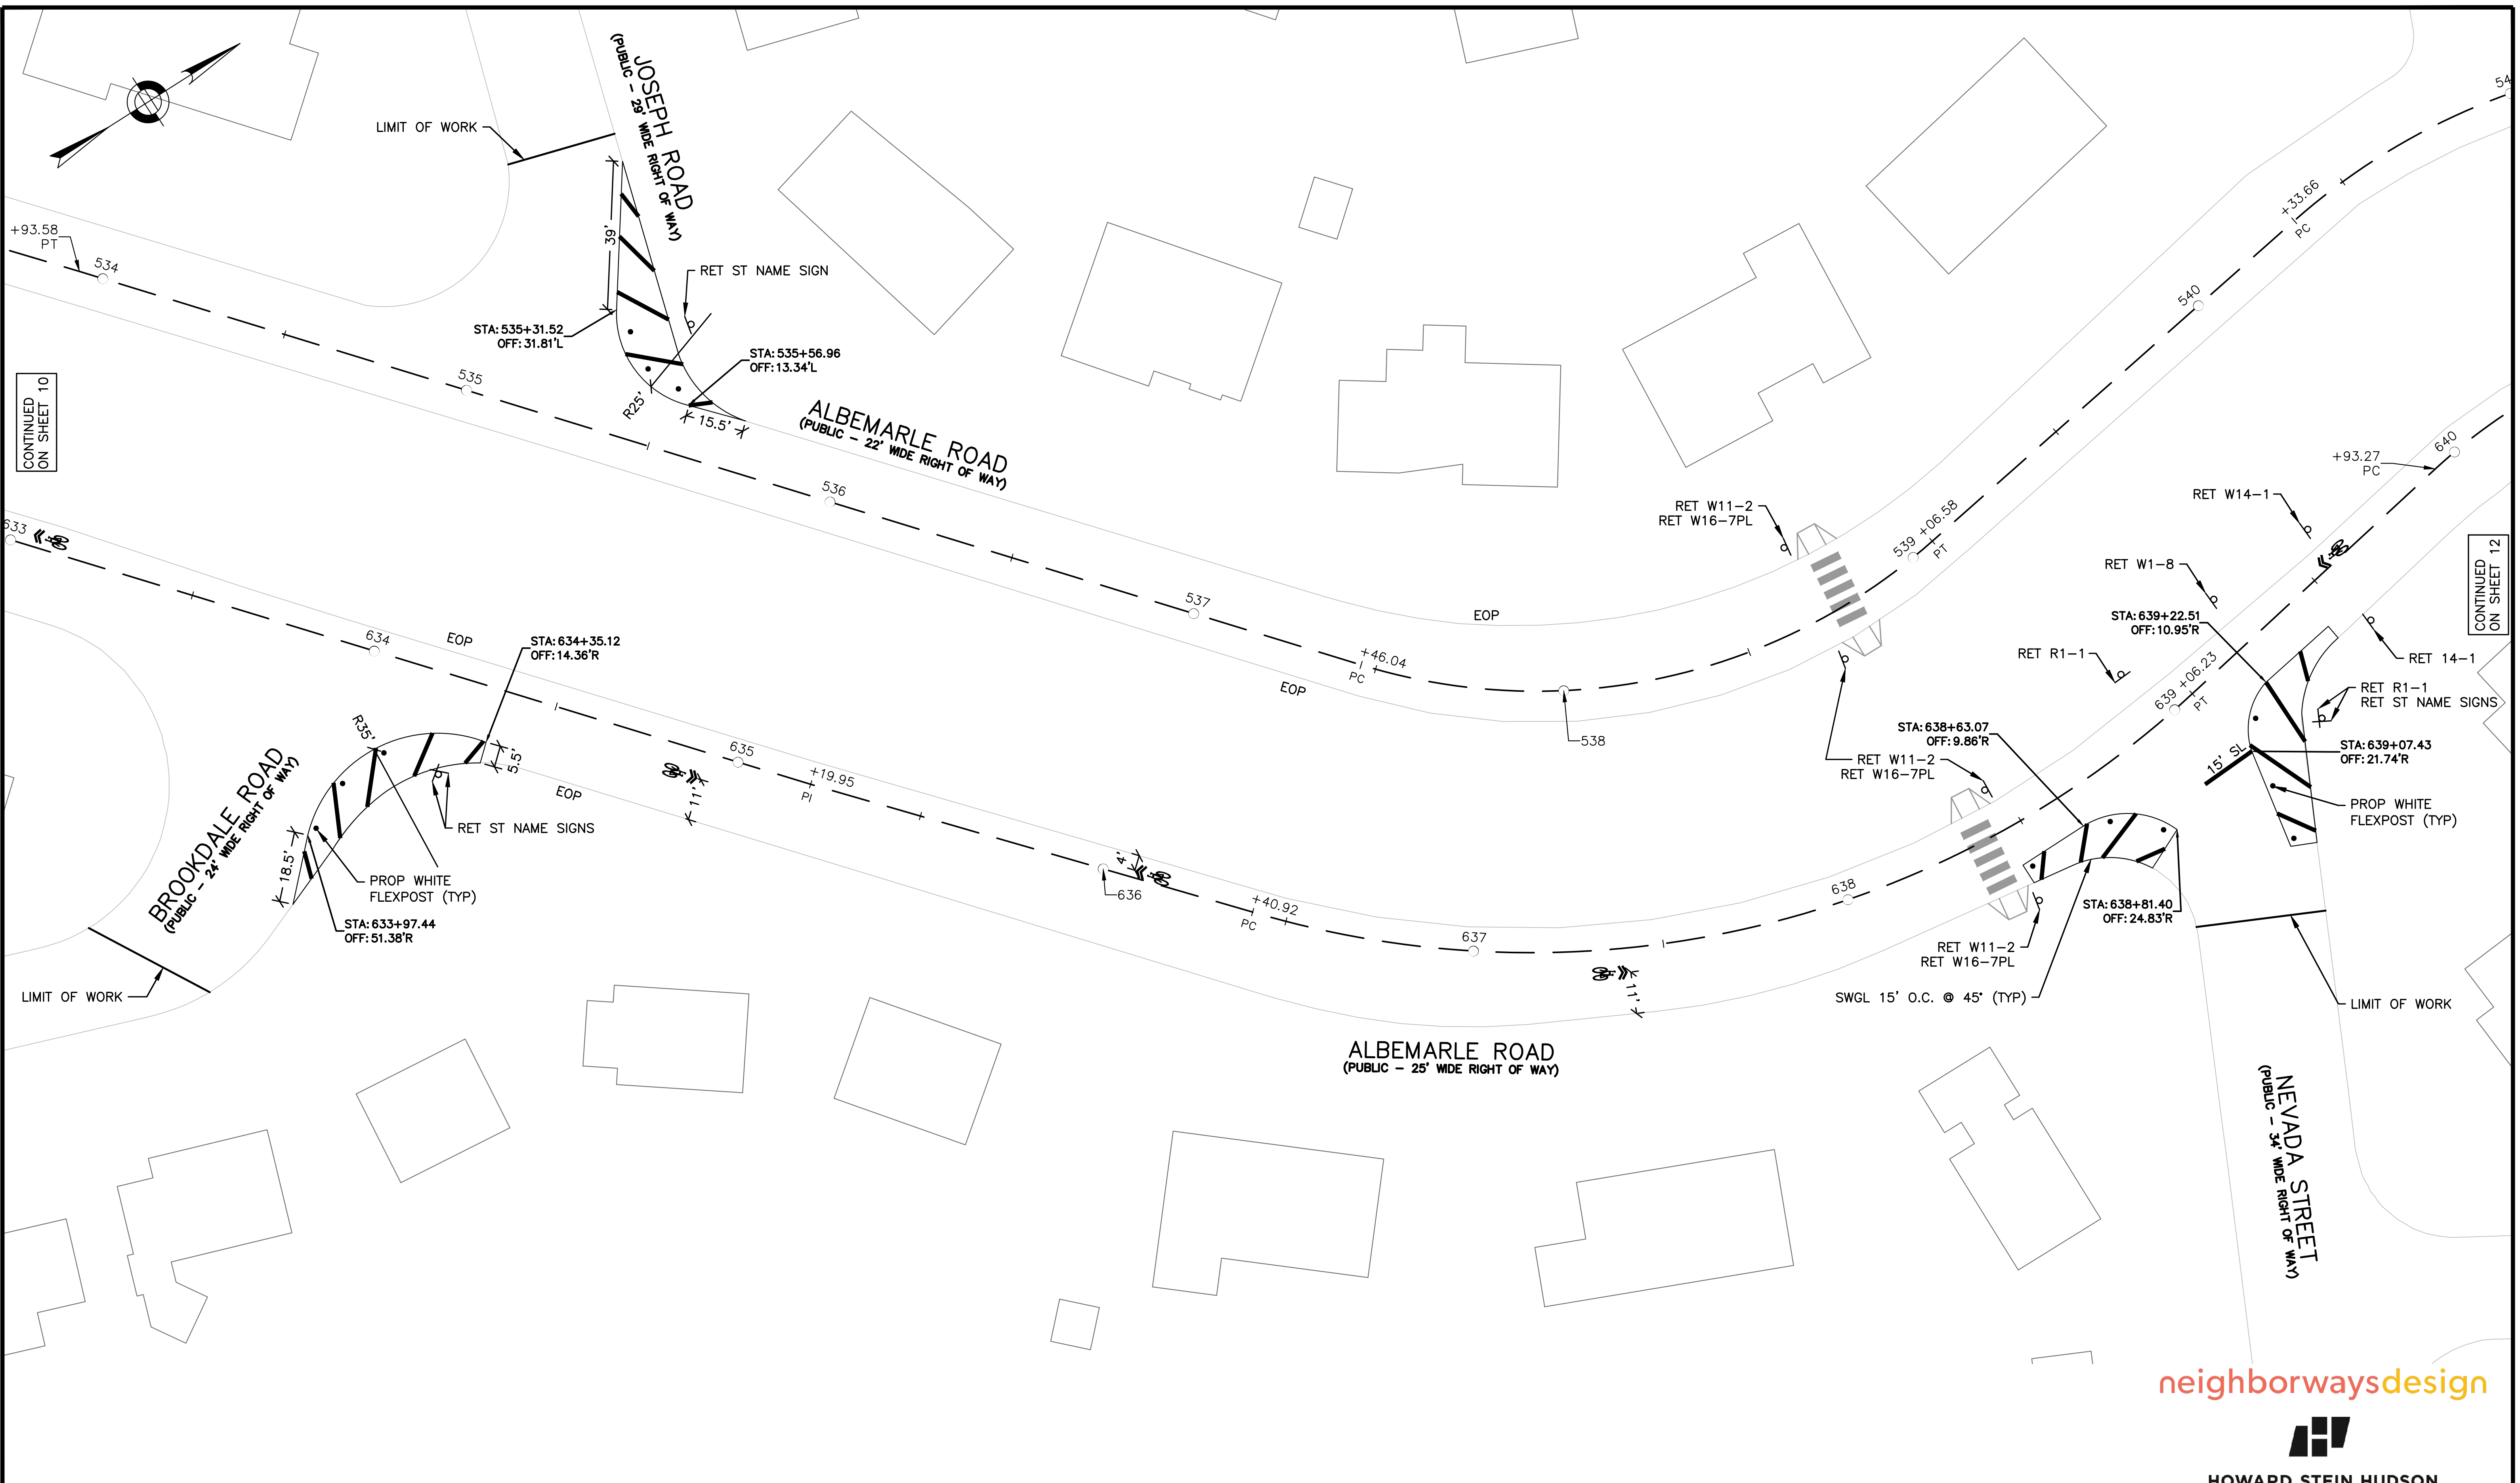 JOSEPH ROAD
(PUBLIC - 29' WIDE RIGHT OF WAY)
LIMIT OF WORK
39'
RET ST NAME SIGN
STA: 535+31.52
OFF: 31.81'L
STA: 535+56.96
OFF: 13.34'L
R25'
15.5'
+93.58
PT
534
535
536
537
+46.04
PC
538
539 +06.58
PT
540
+33.66
PC
CONTINUED
ON SHEET 10
ALBEMARLE ROAD
(PUBLIC - 22' WIDE RIGHT OF WAY)
EOP
EOP
RET W11-2
RET W16-7PL
RET W11-2
RET W16-7PL
633
634
EOP
STA: 634+35.12
OFF: 14.36'R
R35'
5.5'
EOP
RET ST NAME SIGNS
BROOKDALE ROAD
(PUBLIC - 24' WIDE RIGHT OF WAY)
18.5'
PROP WHITE
FLEXPOST (TYP)
STA: 633+97.44
OFF: 51.38'R
LIMIT OF WORK
635
11'
+19.95
PI
4'
636
+40.92
PC
637
11'
638
ALBEMARLE ROAD
(PUBLIC - 25' WIDE RIGHT OF WAY)
STA: 638+63.07
OFF: 9.86'R
STA: 638+81.40
OFF: 24.83'R
RET W11-2
RET W16-7PL
SWGL 15' O.C. @ 45° (TYP)
639 +06.23
PT
640
+93.27
PC
RET W14-1
RET W1-8
STA: 639+22.51
OFF: 10.95'R
RET R1-1
RET 14-1
RET R1-1
RET ST NAME SIGNS
STA: 639+07.43
OFF: 21.74'R
15' SL
PROP WHITE
FLEXPOST (TYP)
LIMIT OF WORK
CONTINUED
ON SHEET 12
NEVADA STREET
(PUBLIC - 34' WIDE RIGHT OF WAY)
neighborwaysdesign
HOWARD STEIN HUDSON